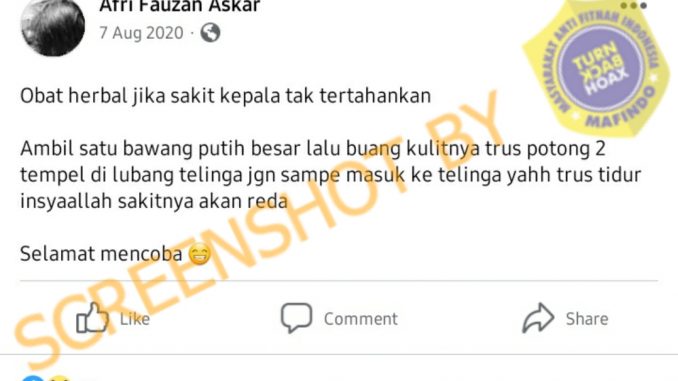 Afri Fauzan Askar
7 Aug 2020
Obat herbal jika sakit kepala tak tertahankan
Ambil satu bawang putih besar lalu buang kulitnya trus potong 2
tempel di lubang telinga jgn sampe masuk ke telinga yahh trus tidur
insyaallah sakitnya akan reda
Selamat mencoba 😁
Like
Comment
Share
SCREENSHOT BY
MASYARAKAT ANTI FITNAH INDONESIA
TURN
BACK
HOAX
MAFINDO